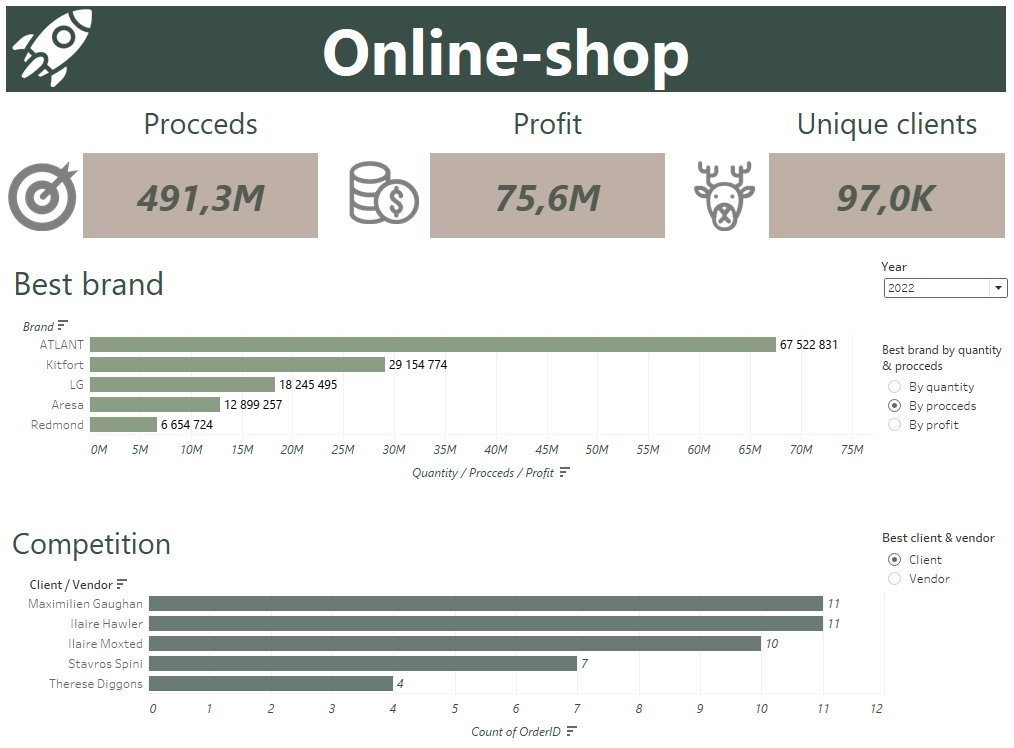 Online-shop
Procceds
Profit
Unique clients
491,3M
75,6M
97,0K
Best brand
Year
2022
Brand
ATLANT
67 522 831
Kitfort
29 154 774
LG
18 245 495
Aresa
12 899 257
Redmond
6 654 724
0M 5M 10M 15M 20M 25M 30M 35M 40M 45M 50M 55M 60M 65M 70M 75M
Quantity / Procceds / Profit
Best brand by quantity
& procceds
By quantity
By procceds
By profit
Competition
Best client & vendor
Client
Vendor
Client / Vendor
Maximilien Gaughan
11
Ilaire Hawler
11
Ilaire Moxted
10
Stavros Spini
7
Therese Diggons
4
0 1 2 3 4 5 6 7 8 9 10 11 12
Count of OrderID